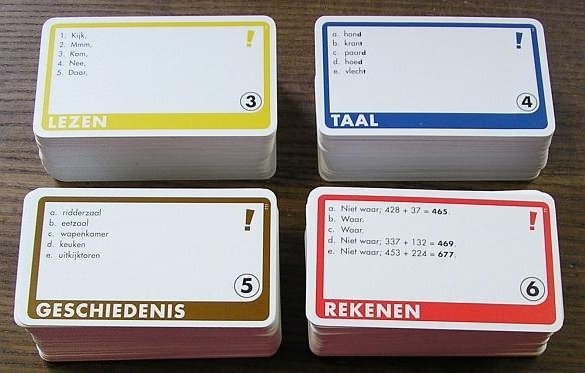 1. Kijk,
2. Mmm,
3. Kom,
4. Nee,
5. Daar,
!
3
LEZEN
a. hond
b. krant
c. paard
d. hoed
e. vlecht
!
4
TAAL
a. ridderzaal
b. eetzaal
c. wapenkamer
d. keuken
e. uitkijktoren
!
5
GESCHIEDENIS
a. Niet waar; 428 + 37 = 465.
b. Waar.
c. Waar.
d. Niet waar; 337 + 132 = 469.
e. Niet waar; 453 + 224 = 677.
!
6
REKENEN